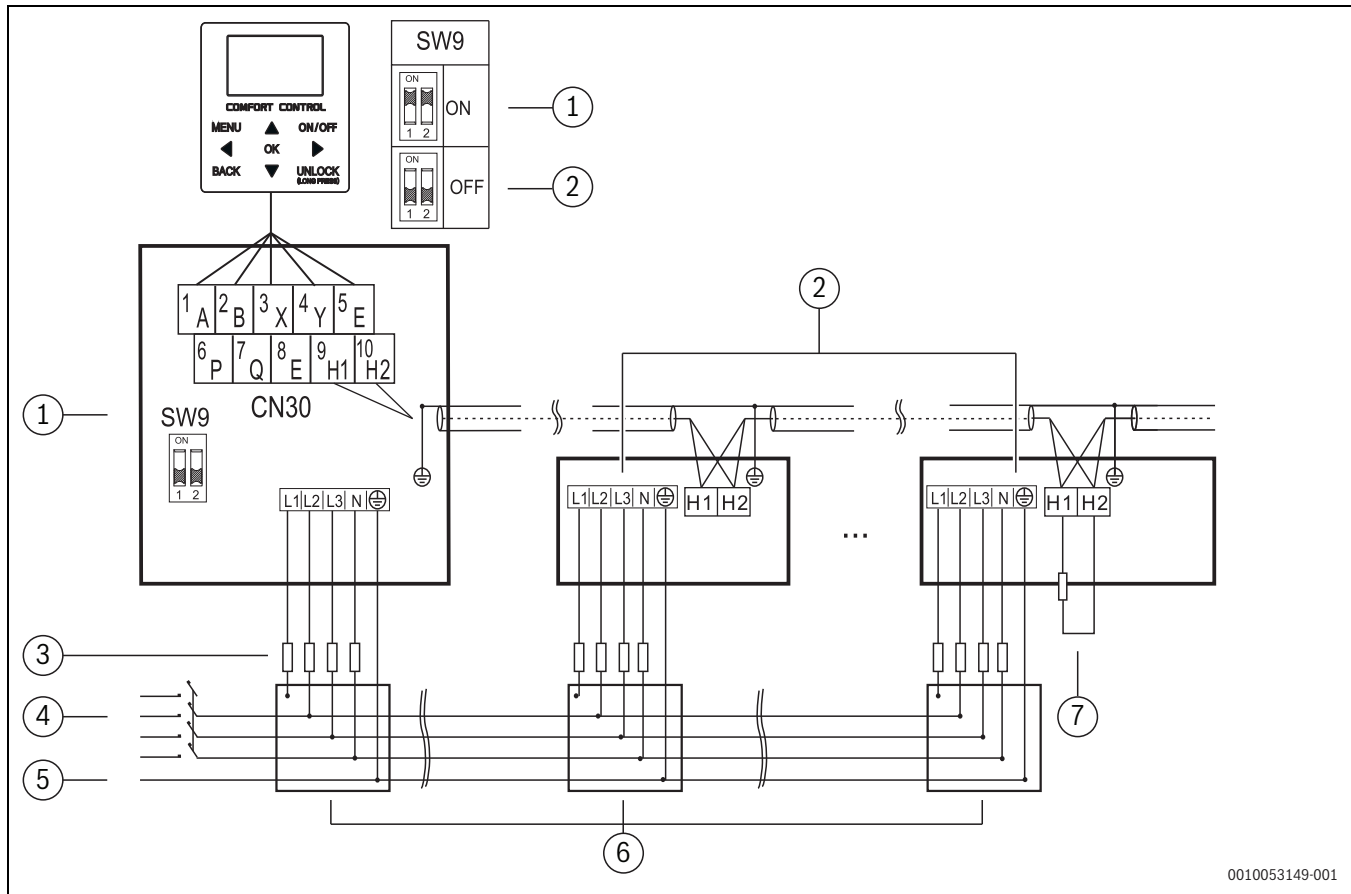 SW9
ON
1 2
ON
1
ON
1 2
OFF
2
COMFORT CONTROL
MENU ON/OFF
OK
BACK UNLOCK
(LONG PRESS)
1 A 2 B 3 X 4 Y 5 E
6 P 7 Q 8 E 9 H1 10 H2
CN30
1
SW9
ON
1 2
L1 L2 L3 N
2
L1 L2 L3 N
H1 H2
...
L1 L2 L3 N
H1 H2
3
4
5
6
7
0010053149-001